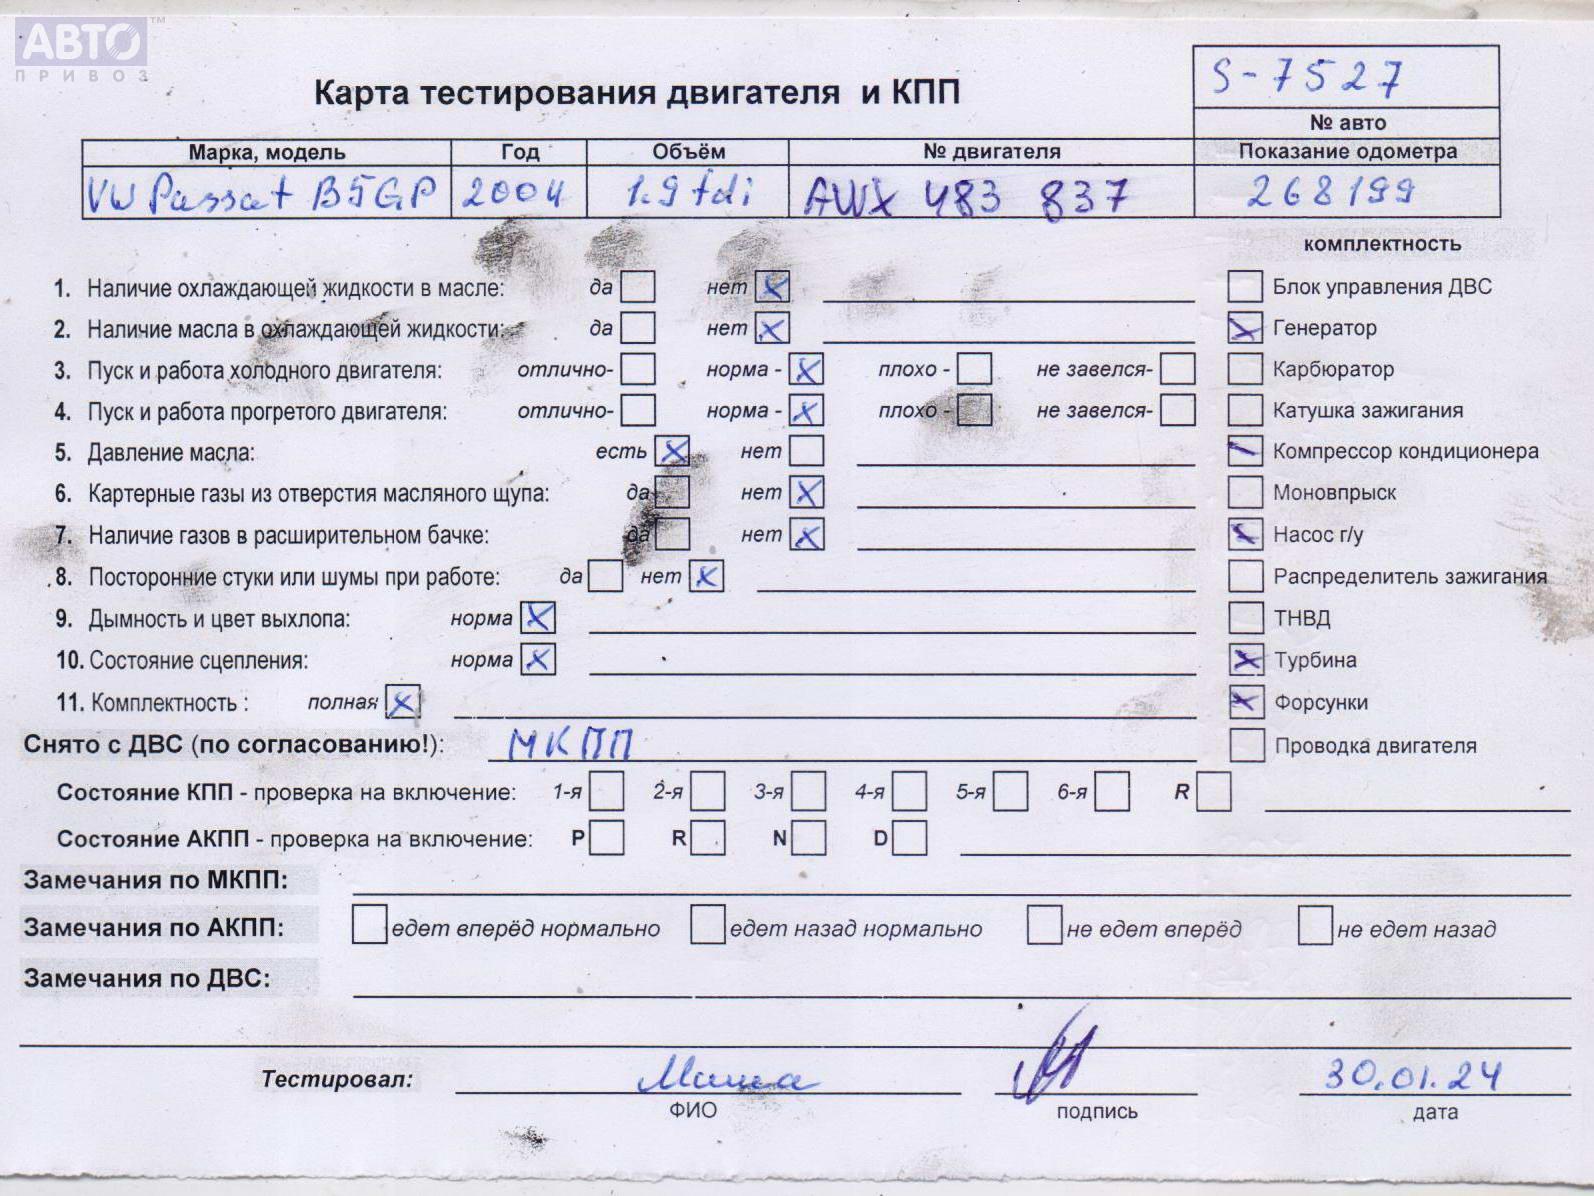 АВТО™
ПРИВОЗ
S-7527
Карта тестирования двигателя и КПП
№ авто
Марка, модель Год Объём № двигателя Показание одометра
VW Passat B5GP 2004 1.9 tdi AWX 483 837 268199
комплектность
1. Наличие охлаждающей жидкости в масле: да нет Блок управления ДВС
2. Наличие масла в охлаждающей жидкости: да нет Генератор
3. Пуск и работа холодного двигателя: отлично- норма - плохо - не завелся- Карбюратор
4. Пуск и работа прогретого двигателя: отлично- норма - плохо - не завелся- Катушка зажигания
5. Давление масла: есть нет Компрессор кондиционера
6. Картерные газы из отверстия масляного щупа: да нет Моновпрыск
7. Наличие газов в расширительном бачке: да нет Насос г/у
8. Посторонние стуки или шумы при работе: да нет Распределитель зажигания
9. Дымность и цвет выхлопа: норма ТНВД
10. Состояние сцепления: норма Турбина
11. Комплектность : полная Форсунки
Снято с ДВС (по согласованию!): МКПП Проводка двигателя
Состояние КПП - проверка на включение: 1-я 2-я 3-я 4-я 5-я 6-я R
Состояние АКПП - проверка на включение: P R N D
Замечания по МКПП:
Замечания по АКПП: едет вперёд нормально едет назад нормально не едет вперёд не едет назад
Замечания по ДВС:
Тестировал: Миша 30.01.24
ФИО подпись дата